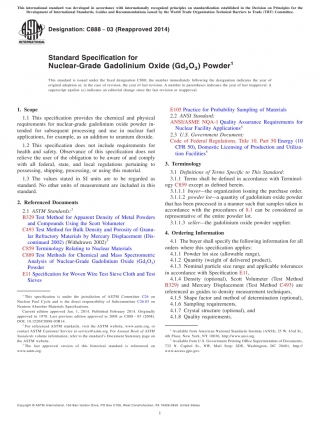 This international standard was developed in accordance with internationally recognized principles on standardization established in the Decision on Principles for the
Development of International Standards, Guides and Recommendations issued by the World Trade Organization Technical Barriers to Trade (TBT) Committee.
Designation: C888 − 03 (Reapproved 2014)
Standard Specification for
Nuclear-Grade Gadolinium Oxide (Gd2O3) Powder1
This standard is issued under the fixed designation C888; the number immediately following the designation indicates the year of
original adoption or, in the case of revision, the year of last revision. A number in parentheses indicates the year of last reapproval. A
superscript epsilon (ε) indicates an editorial change since the last revision or reapproval.
1. Scope
1.1 This specification provides the chemical and physical
requirements for nuclear-grade gadolinium oxide powder in-
tended for subsequent processing and use in nuclear fuel
applications, for example, as an addition to uranium dioxide.
1.2 This specification does not include requirements for
health and safety. Observance of this specification does not
relieve the user of the obligation to be aware of and comply
with all federal, state, and local regulations pertaining to
possessing, shipping, processing, or using this material.
1.3 The values stated in SI units are to be regarded as
standard. No other units of measurement are included in this
standard.
2. Referenced Documents
2.1 ASTM Standards:2
B329 Test Method for Apparent Density of Metal Powders
and Compounds Using the Scott Volumeter
C493 Test Method for Bulk Density and Porosity of Granu-
lar Refractory Materials by Mercury Displacement (Dis-
continued 2002) (Withdrawn 2002)3
C859 Terminology Relating to Nuclear Materials
C889 Test Methods for Chemical and Mass Spectrometric
Analysis of Nuclear-Grade Gadolinium Oxide (Gd2O3)
Powder
E11 Specification for Woven Wire Test Sieve Cloth and Test
Sieves
1 This specification is under the jurisdiction of ASTM Committee C26 on
Nuclear Fuel Cycle and is the direct responsibility of Subcommittee C26.03 on
Neutron Absorber Materials Specifications.
Current edition approved Jan. 1, 2014. Published February 2014. Originally
approved in 1978. Last previous edition approved in 2008 as C888 – 03 (2008).
DOI: 10.1520/C0888-03R14.
2 For referenced ASTM standards, visit the ASTM website, www.astm.org, or
contact ASTM Customer Service at service@astm.org. For Annual Book of ASTM
Standards volume information, refer to the standard's Document Summary page on
the ASTM website.
3 The last approved version of this historical standard is referenced on
www.astm.org.
E105 Practice for Probability Sampling of Materials
2.2 ANSI Standard:
ANSI/ASME NQA-1 Quality Assurance Requirements for
Nuclear Facility Applications4
2.3 U.S. Government Document:
Code of Federal Regulations, Title 10, Part 50 Energy (10
CFR 50), Domestic Licensing of Production and Utiliza-
tion Facilities5
3. Terminology
3.1 Definitions of Terms Specific to This Standard:
3.1.1 Terms shall be defined in accordance with Terminol-
ogy C859 except as defined herein.
3.1.1.1 buyer—the organization issuing the purchase order.
3.1.1.2 powder lot—a quantity of gadolinium oxide powder
that has been processed in a manner such that samples taken in
accordance with the procedures of 8.1 can be considered as
representative of the entire powder lot.
3.1.1.3 seller—the gadolinium oxide powder supplier.
4. Ordering Information
4.1 The buyer shall specify the following information for all
orders where this specification applies:
4.1.1 Powder lot size (allowable range),
4.1.2 Quantity (weight of delivered product),
4.1.3 Nominal particle size range and applicable tolerances
in accordance with Specification E11,
4.1.4 Density (optional), Scott Volumeter (Test Method
B329) and Mercury Displacement (Test Method C493) are
referenced as guides to density measurement techniques,
4.1.5 Shape factor and method of determination (optional),
4.1.6 Sampling requirements,
4.1.7 Crystal structure (optional), and
4.1.8 Quality requirements.
4 Available from American National Standards Institute (ANSI), 25 W. 43rd St.,
4th Floor, New York, NY 10036, http://www.ansi.org.
5 Available from U.S. Government Printing Office Superintendent of Documents,
732 N. Capitol St., NW, Mail Stop: SDE, Washington, DC 20401, http://
www.access.gpo.gov.
Copyright © ASTM International, 100 Barr Harbor Drive, PO Box C700, West Conshohocken, PA 19428-2959. United States
1